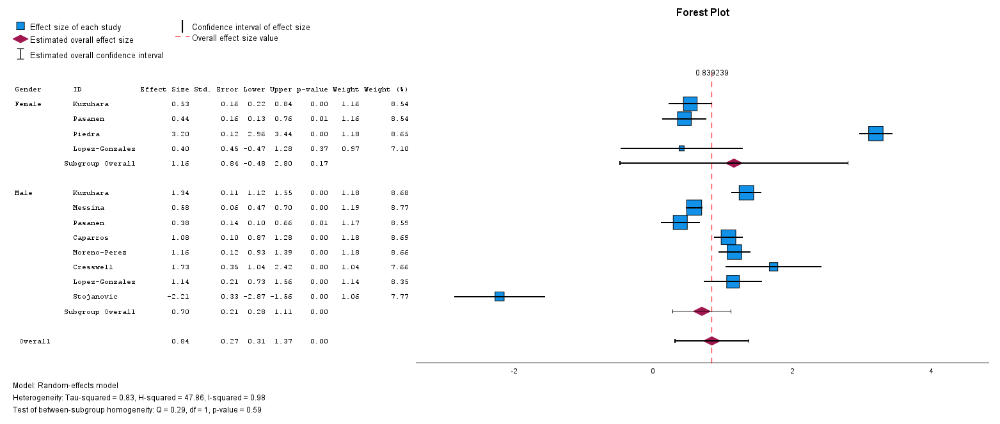 Forest Plot
Effect size of each study
Confidence interval of effect size
Estimated overall effect size
Overall effect size value
Estimated overall confidence interval
0.839239
Gender ID Effect Size Std. Error Lower Upper p-value Weight Weight (%)
Female Kuzuhara 0.53 0.16 0.22 0.84 0.00 1.16 8.54
Pasanen 0.44 0.16 0.13 0.76 0.01 1.16 8.54
Piedra 3.20 0.12 2.96 3.44 0.00 1.18 8.65
Lopez-Gonzalez 0.40 0.45 -0.47 1.28 0.37 0.97 7.10
Subgroup Overall 1.16 0.84 -0.48 2.80 0.17
Male Kuzuhara 1.34 0.11 1.12 1.55 0.00 1.18 8.68
Messina 0.58 0.06 0.47 0.70 0.00 1.19 8.77
Pasanen 0.38 0.14 0.10 0.66 0.01 1.17 8.59
Caparros 1.08 0.10 0.87 1.28 0.00 1.18 8.69
Moreno-Perez 1.16 0.12 0.93 1.39 0.00 1.18 8.66
Cresswell 1.73 0.35 1.04 2.42 0.00 1.04 7.66
Lopez-Gonzalez 1.14 0.21 0.73 1.56 0.00 1.14 8.35
Stojanovic -2.21 0.33 -2.87 -1.56 0.00 1.06 7.77
Subgroup Overall 0.70 0.21 0.28 1.11 0.00
Overall 0.84 0.27 0.31 1.37 0.00
-2 0 2 4
Model: Random-effects model
Heterogeneity: Tau-squared = 0.83, H-squared = 47.86, I-squared = 0.98
Test of between-subgroup homogeneity: Q = 0.29, df = 1, p-value = 0.59